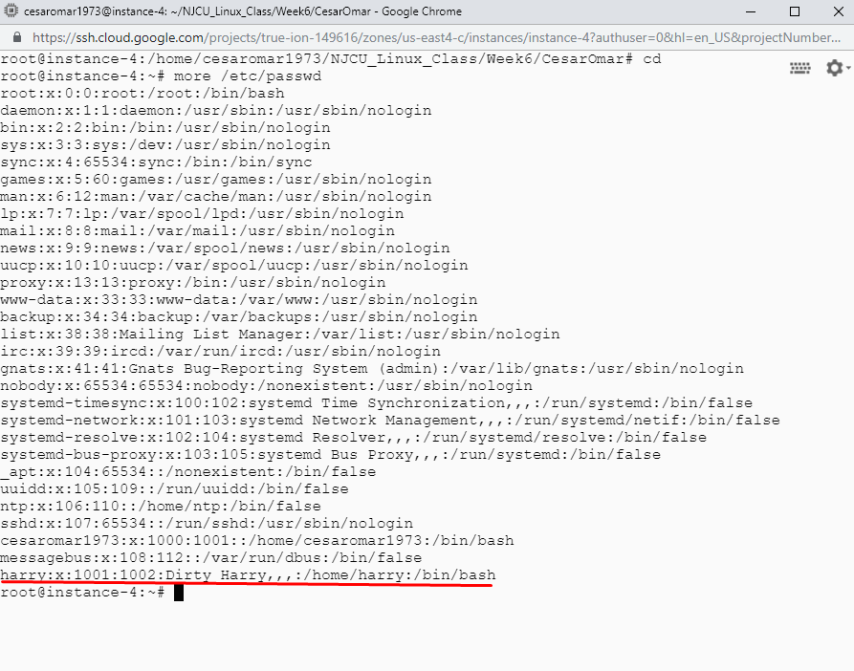 cesaromar1973@instance-4: ~/NJCU_Linux_Class/Week6/CesarOmar - Google Chrome
https://ssh.cloud.google.com/projects/true-ion-149616/zones/us-east4-c/instances/instance-4?authuser=0&hl=en_US&projectNumber...
root@instance-4:/home/cesaromar1973/NJCU_Linux_Class/Week6/CesarOmar# cd
root@instance-4:~# more /etc/passwd
root:x:0:0:root:/root:/bin/bash
daemon:x:1:1:daemon:/usr/sbin:/usr/sbin/nologin
bin:x:2:2:bin:/bin:/usr/sbin/nologin
sys:x:3:3:sys:/dev:/usr/sbin/nologin
sync:x:4:65534:sync:/bin:/bin/sync
games:x:5:60:games:/usr/games:/usr/sbin/nologin
man:x:6:12:man:/var/cache/man:/usr/sbin/nologin
lp:x:7:7:lp:/var/spool/lpd:/usr/sbin/nologin
mail:x:8:8:mail:/var/mail:/usr/sbin/nologin
news:x:9:9:news:/var/spool/news:/usr/sbin/nologin
uucp:x:10:10:uucp:/var/spool/uucp:/usr/sbin/nologin
proxy:x:13:13:proxy:/bin:/usr/sbin/nologin
www-data:x:33:33:www-data:/var/www:/usr/sbin/nologin
backup:x:34:34:backup:/var/backups:/usr/sbin/nologin
list:x:38:38:Mailing List Manager:/var/list:/usr/sbin/nologin
irc:x:39:39:ircd:/var/run/ircd:/usr/sbin/nologin
gnats:x:41:41:Gnats Bug-Reporting System (admin):/var/lib/gnats:/usr/sbin/nologin
nobody:x:65534:65534:nobody:/nonexistent:/usr/sbin/nologin
systemd-timesync:x:100:102:systemd Time Synchronization,,,:/run/systemd:/bin/false
systemd-network:x:101:103:systemd Network Management,,,:/run/systemd/netif:/bin/false
systemd-resolve:x:102:104:systemd Resolver,,,:/run/systemd/resolve:/bin/false
systemd-bus-proxy:x:103:105:systemd Bus Proxy,,,:/run/systemd:/bin/false
_apt:x:104:65534::/nonexistent:/bin/false
uuidd:x:105:109::/run/uuidd:/bin/false
ntp:x:106:110::/home/ntp:/bin/false
sshd:x:107:65534::/run/sshd:/usr/sbin/nologin
cesaromar1973:x:1000:1001::/home/cesaromar1973:/bin/bash
messagebus:x:108:112::/var/run/dbus:/bin/false
harry:x:1001:1002:Dirty Harry,,,:/home/harry:/bin/bash
root@instance-4:~#